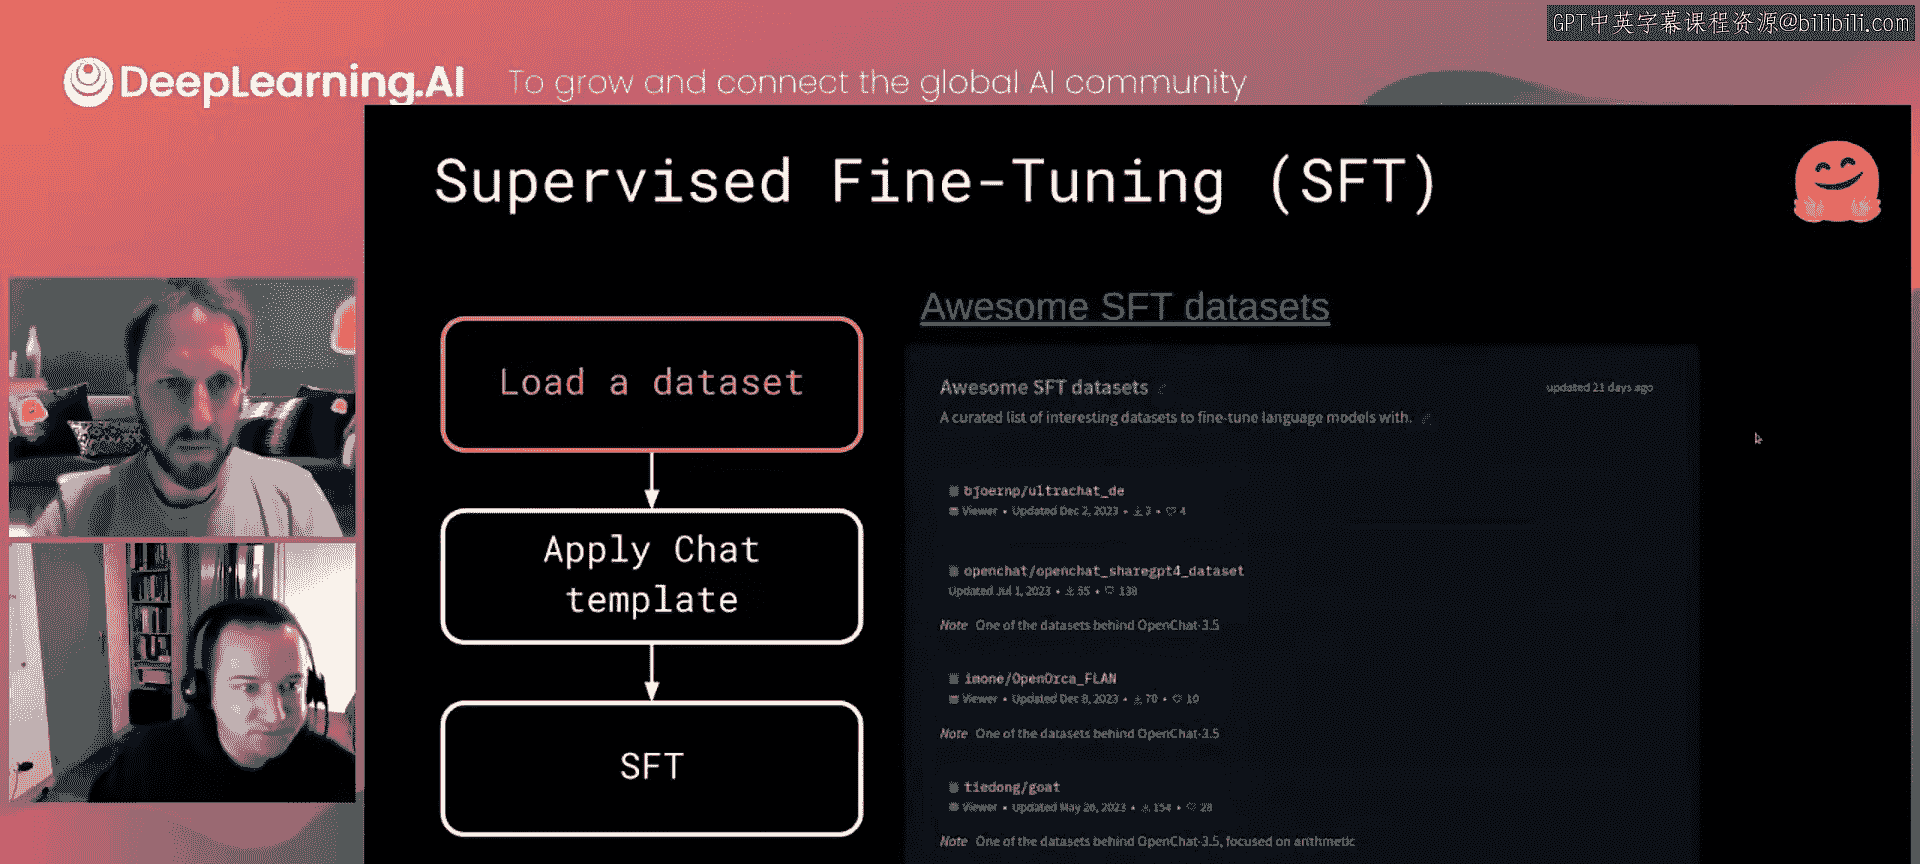 GPT中英字幕课程资源@bilibili.com
DeepLearning.AI
To grow and connect the global AI community
Supervised Fine-Tuning (SFT)
Load a dataset
Apply Chat
template
SFT
Awesome SFT datasets
Awesome SFT datasets
updated 21 days ago
A curated list of interesting datasets to fine-tune language models with.
bjoernp/ultrachat_de
Viewer • Updated Dec 2, 2023 • 3 • 4
openchat/openchat_sharegpt4_dataset
Updated Jul 1, 2023 • 55 • 138
Note One of the datasets behind OpenChat-3.5
imone/OpenOrca_FLAN
Viewer • Updated Dec 8, 2023 • 70 • 10
Note One of the datasets behind OpenChat-3.5
tiedong/goat
Viewer • Updated May 26, 2023 • 154 • 28
Note One of the datasets behind OpenChat-3.5, focused on arithmetic